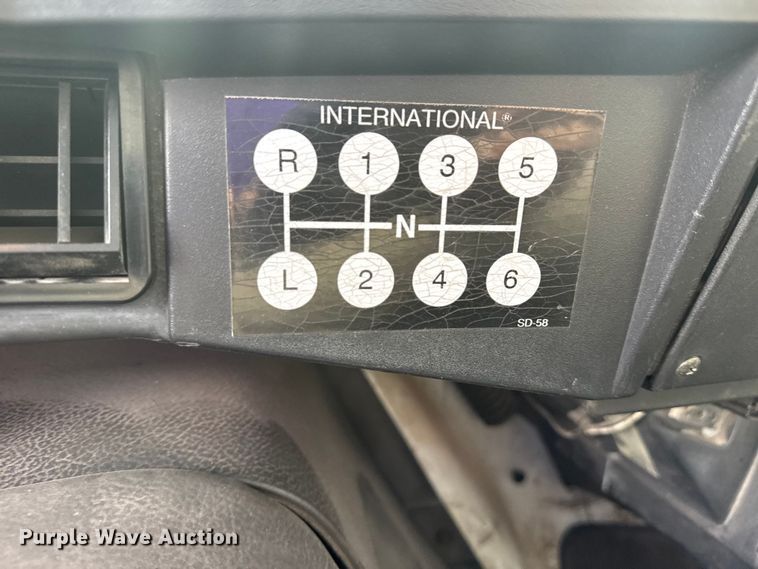 INTERNATIONAL®
R 1 3 5
N
L 2 4 6
SD-58
Purple Wave Auction